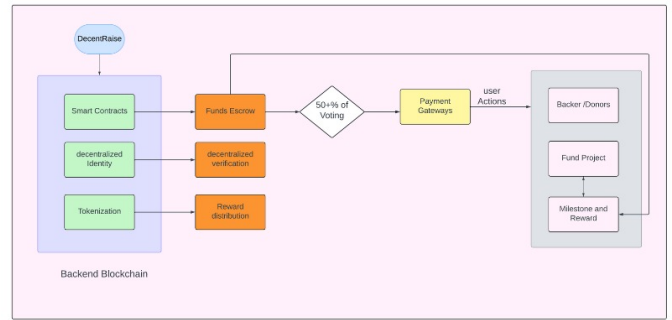 DecentRaise
Smart Contracts
Funds Escrow
50+% of
Voting
Payment
Gateways
user
Actions
Backer /Donors
decentralized
Identity
decentralized
verification
Fund Project
Tokenization
Reward
distribution
Milestone and
Reward
Backend Blockchain